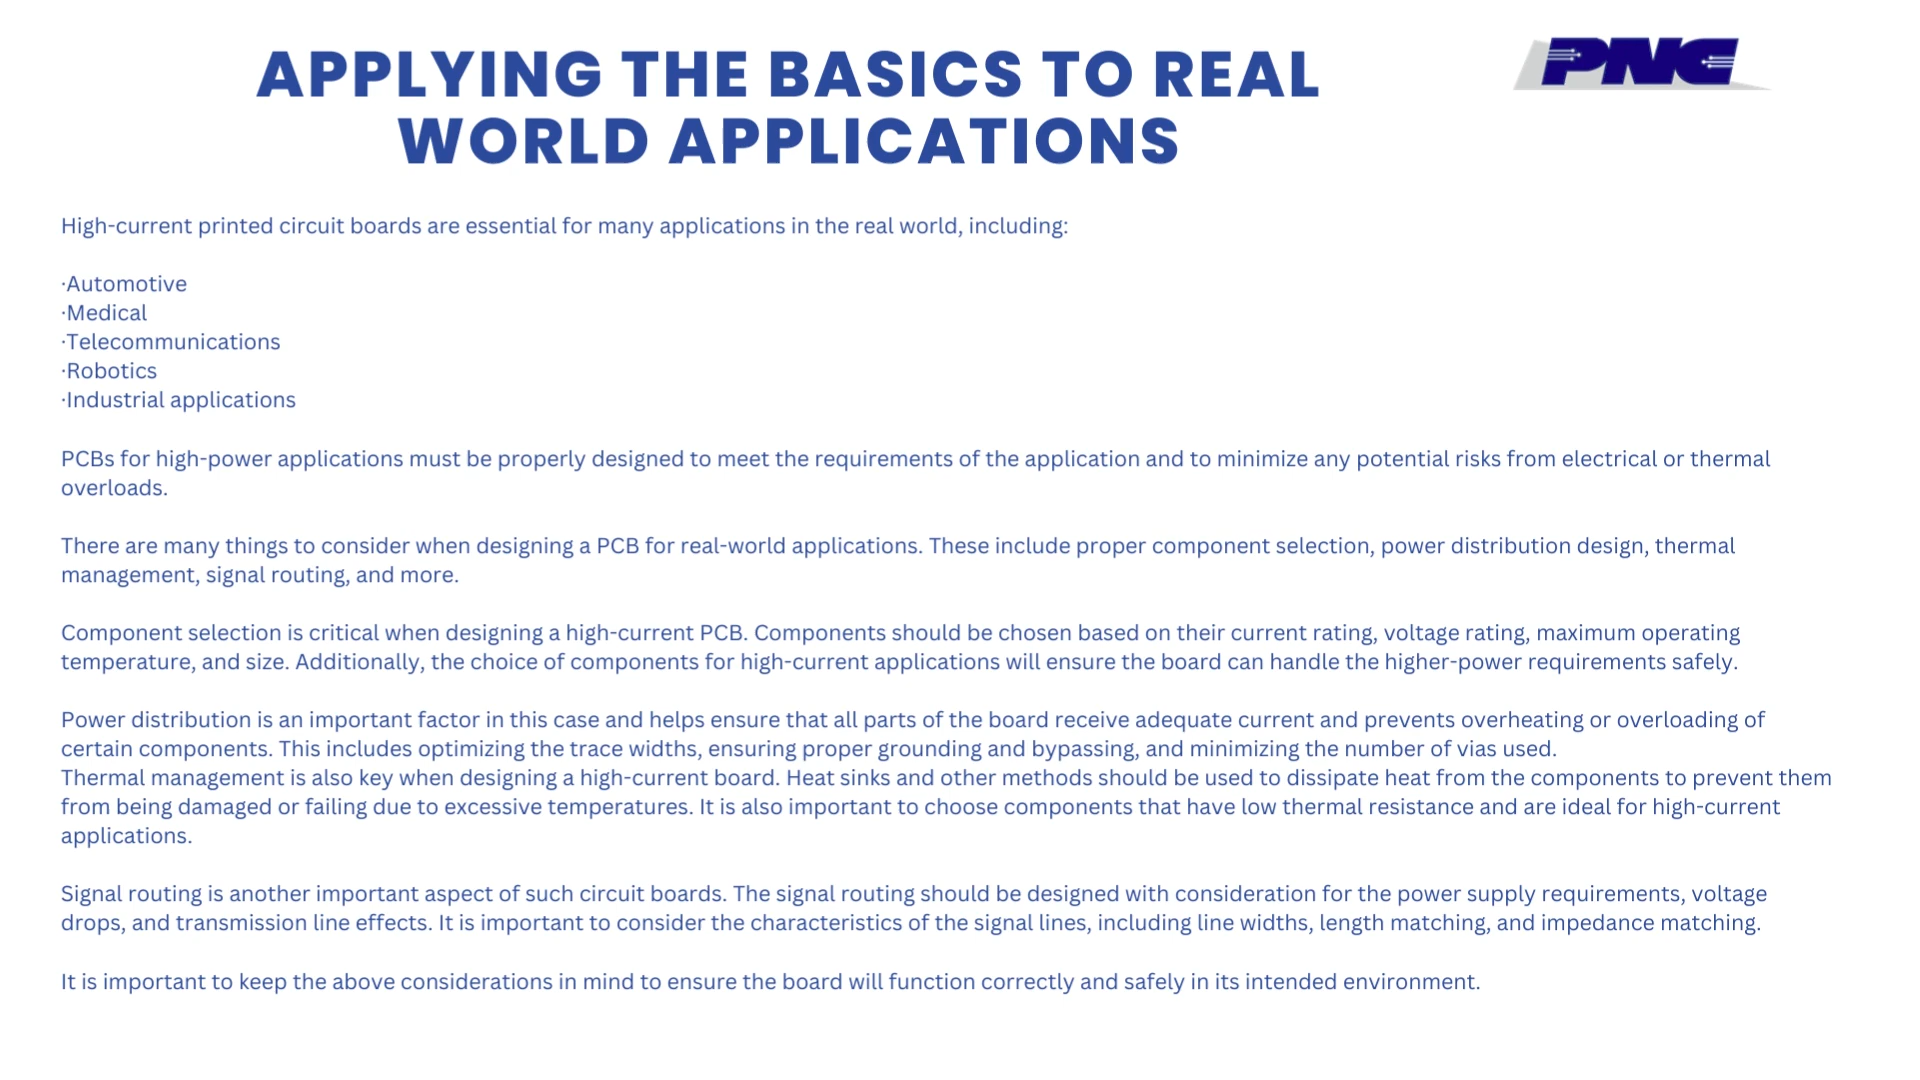 APPLYING THE BASICS TO REAL
WORLD APPLICATIONS
PNC
High-current printed circuit boards are essential for many applications in the real world, including:
·Automotive
·Medical
·Telecommunications
·Robotics
·Industrial applications
PCBs for high-power applications must be properly designed to meet the requirements of the application and to minimize any potential risks from electrical or thermal
overloads.
There are many things to consider when designing a PCB for real-world applications. These include proper component selection, power distribution design, thermal
management, signal routing, and more.
Component selection is critical when designing a high-current PCB. Components should be chosen based on their current rating, voltage rating, maximum operating
temperature, and size. Additionally, the choice of components for high-current applications will ensure the board can handle the higher-power requirements safely.
Power distribution is an important factor in this case and helps ensure that all parts of the board receive adequate current and prevents overheating or overloading of
certain components. This includes optimizing the trace widths, ensuring proper grounding and bypassing, and minimizing the number of vias used.
Thermal management is also key when designing a high-current board. Heat sinks and other methods should be used to dissipate heat from the components to prevent them
from being damaged or failing due to excessive temperatures. It is also important to choose components that have low thermal resistance and are ideal for high-current
applications.
Signal routing is another important aspect of such circuit boards. The signal routing should be designed with consideration for the power supply requirements, voltage
drops, and transmission line effects. It is important to consider the characteristics of the signal lines, including line widths, length matching, and impedance matching.
It is important to keep the above considerations in mind to ensure the board will function correctly and safely in its intended environment.